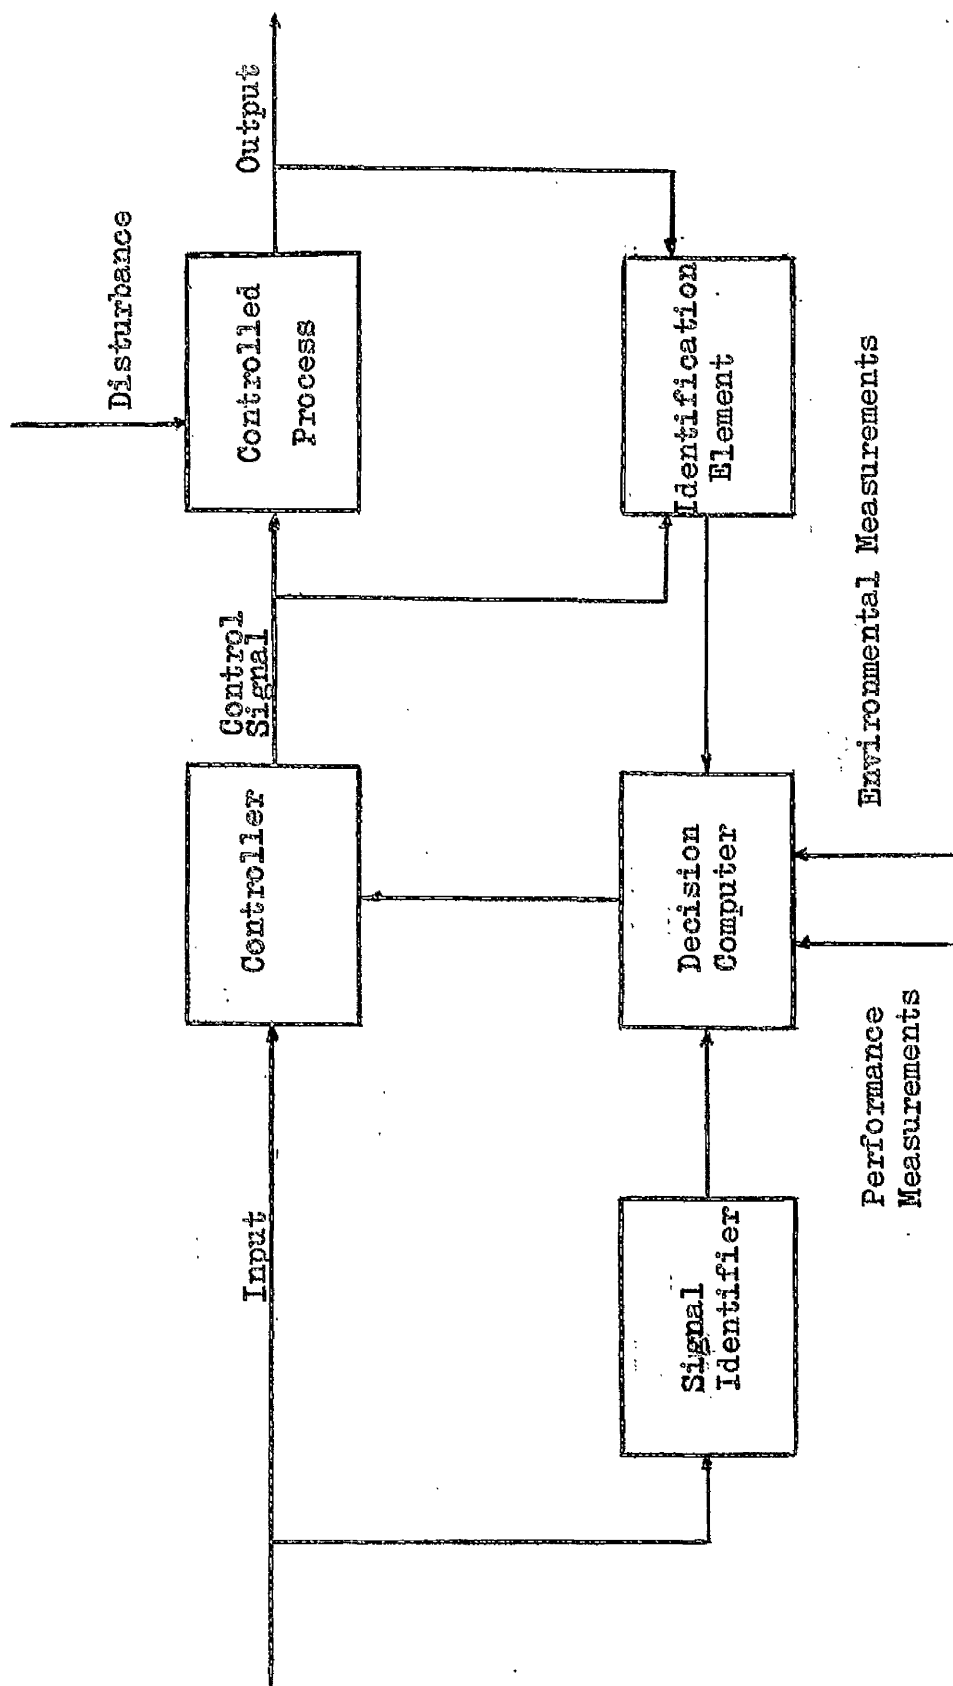 Disturbance
Input
Controller
Control
Signal
Controlled
Process
Output
Signal
Identifier
Decision
Computer
Identification
Element
Performance
Measurements
Environmental Measurements